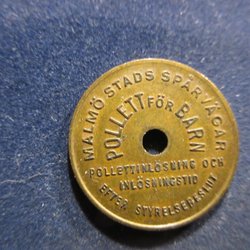 MALMÖ STADS SPÅRVÄGAR
POLLETT FÖR BARN
POLLETTINLÖSNING OCH
INLÖSNINGSTID
EFTER STYRELSEBESLUT